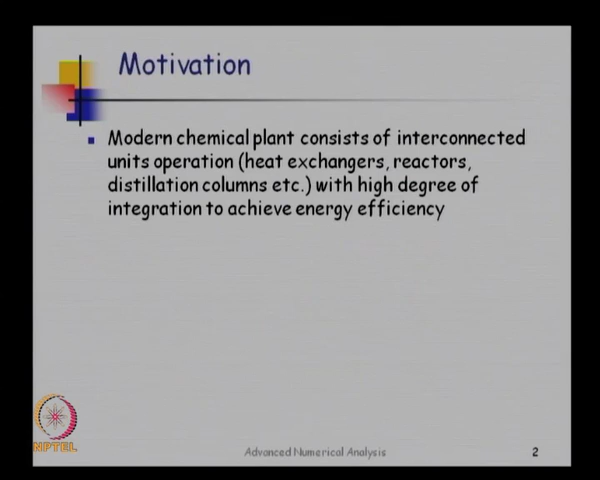 Motivation
Modern chemical plant consists of interconnected
units operation (heat exchangers, reactors,
distillation columns etc.) with high degree of
integration to achieve energy efficiency
NPTEL
Advanced Numerical Analysis
2